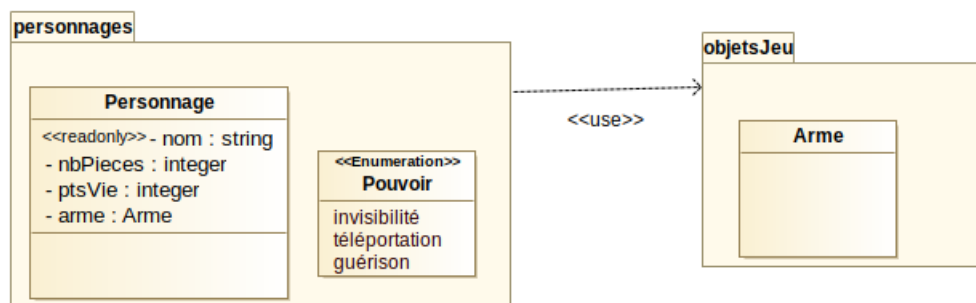 personnages
Personnage
<<readonly>> - nom : string
- nbPieces : integer
- ptsVie : integer
- arme : Arme
<<Enumeration>>
Pouvoir
invisibilité
téléportation
guérison
<<use>>
objetsJeu
Arme